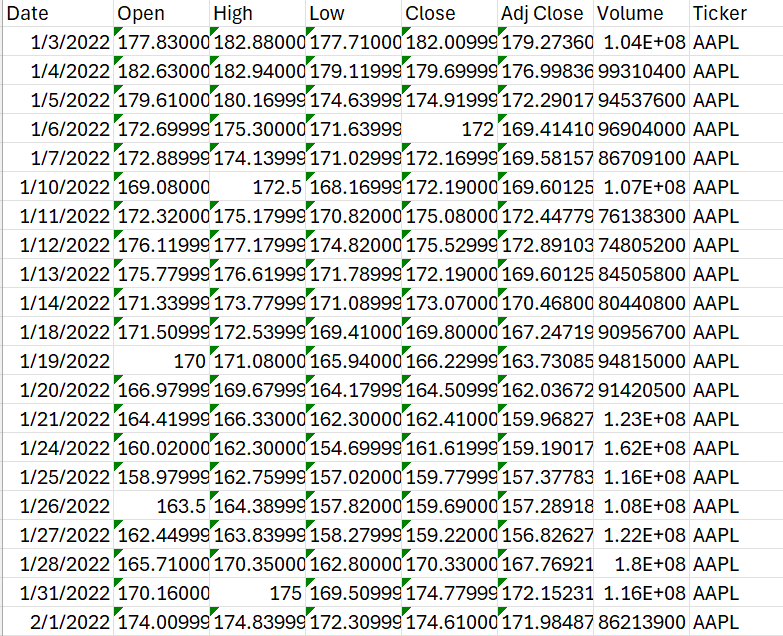 Date Open High Low Close Adj Close Volume Ticker
1/3/2022 177.83000 182.88000 177.71000 182.00999 179.27360 1.04E+08 AAPL
1/4/2022 182.63000 182.94000 179.11999 179.69999 176.99836 99310400 AAPL
1/5/2022 179.61000 180.16999 174.63999 174.91999 172.29017 94537600 AAPL
1/6/2022 172.69999 175.30000 171.63999 172 169.41410 96904000 AAPL
1/7/2022 172.88999 174.13999 171.02999 172.16999 169.58157 86709100 AAPL
1/10/2022 169.08000 172.5 168.16999 172.19000 169.60125 1.07E+08 AAPL
1/11/2022 172.32000 175.17999 170.82000 175.08000 172.44779 76138300 AAPL
1/12/2022 176.11999 177.17999 174.82000 175.52999 172.89103 74805200 AAPL
1/13/2022 175.77999 176.61999 171.78999 172.19000 169.60125 84505800 AAPL
1/14/2022 171.33999 173.77999 171.08999 173.07000 170.46800 80440800 AAPL
1/18/2022 171.50999 172.53999 169.41000 169.80000 167.24719 90956700 AAPL
1/19/2022 170 171.08000 165.94000 166.22999 163.73085 94815000 AAPL
1/20/2022 166.97999 169.67999 164.17999 164.50999 162.03672 91420500 AAPL
1/21/2022 164.41999 166.33000 162.30000 162.41000 159.96827 1.23E+08 AAPL
1/24/2022 160.02000 162.30000 154.69999 161.61999 159.19017 1.62E+08 AAPL
1/25/2022 158.97999 162.75999 157.02000 159.77999 157.37783 1.16E+08 AAPL
1/26/2022 163.5 164.38999 157.82000 159.69000 157.28918 1.08E+08 AAPL
1/27/2022 162.44999 163.83999 158.27999 159.22000 156.82627 1.22E+08 AAPL
1/28/2022 165.71000 170.35000 162.80000 170.33000 167.76921 1.8E+08 AAPL
1/31/2022 170.16000 175 169.50999 174.77999 172.15231 1.16E+08 AAPL
2/1/2022 174.00999 174.83999 172.30999 174.61000 171.98487 86213900 AAPL